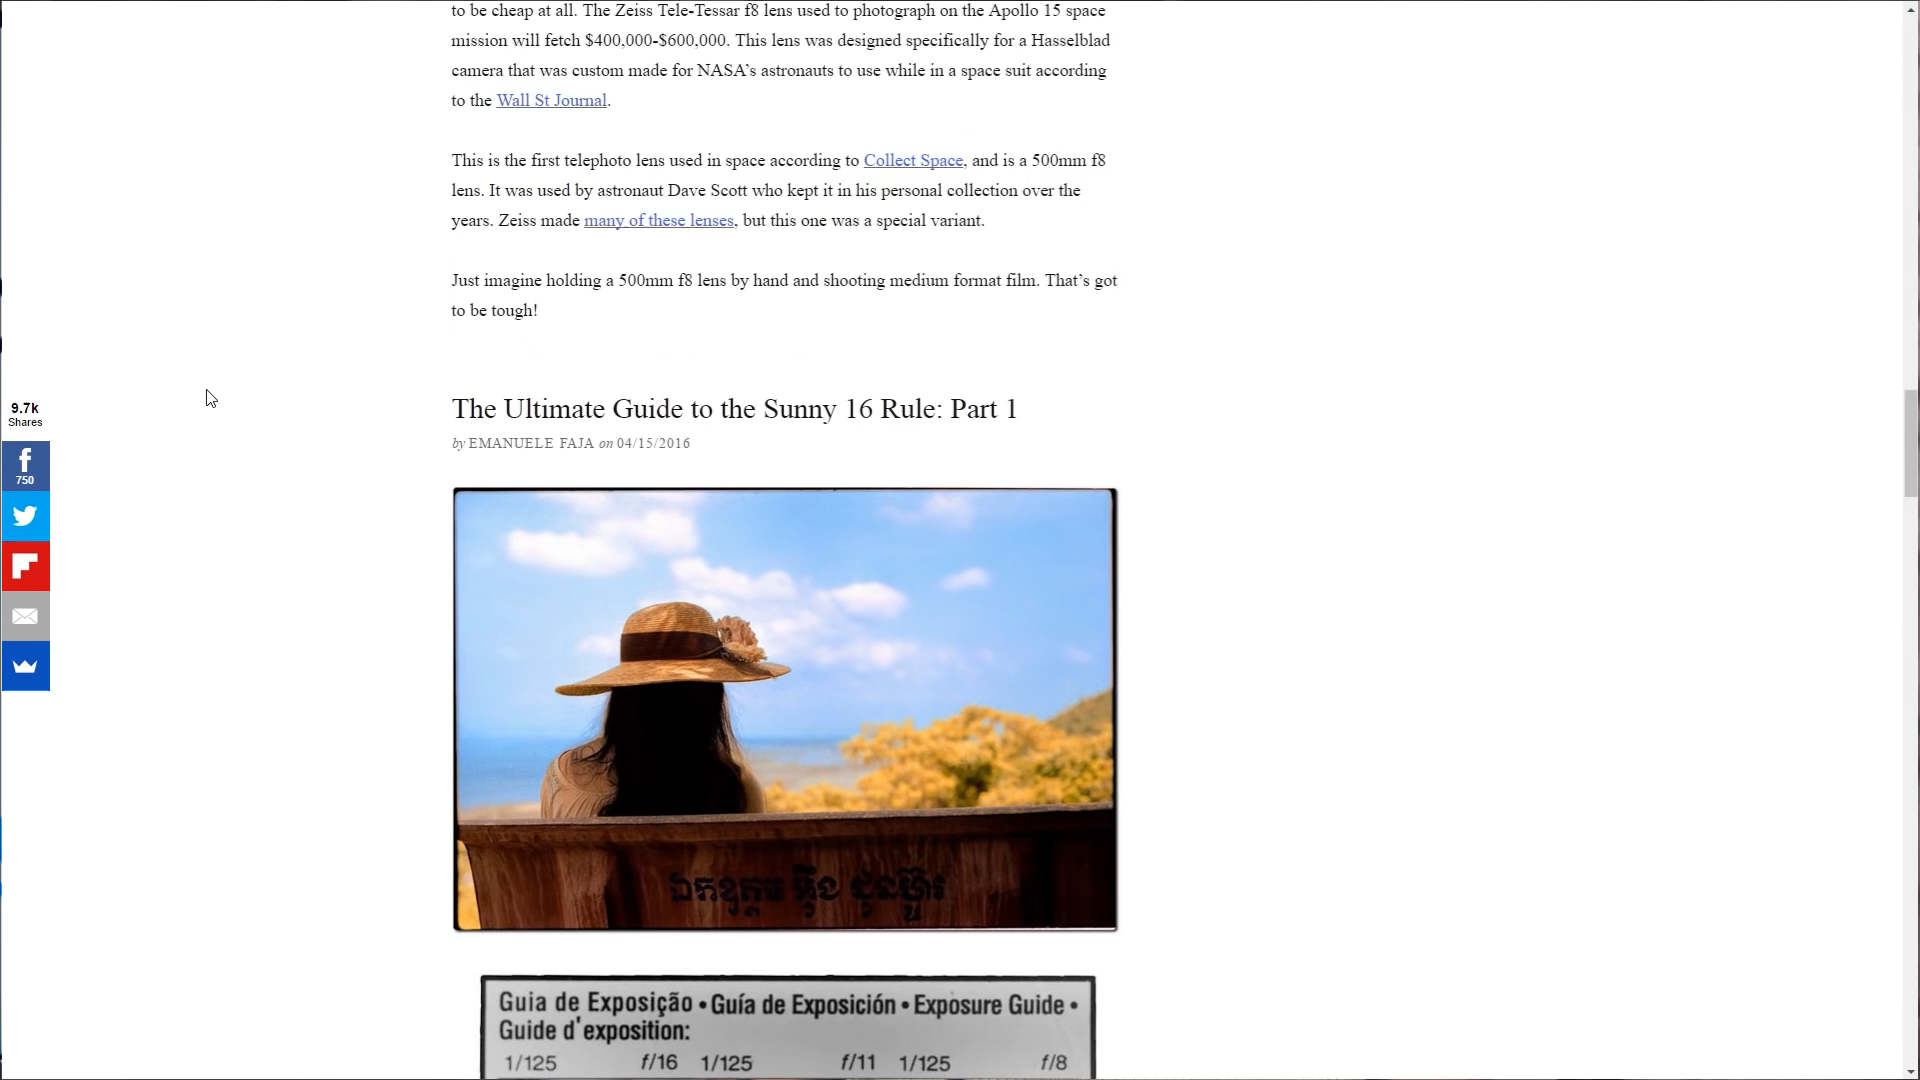 to be cheap at all. The Zeiss Tele-Tessar f8 lens used to photograph on the Apollo 15 space
mission will fetch $400,000-$600,000. This lens was designed specifically for a Hasselblad
camera that was custom made for NASA’s astronauts to use while in a space suit according
to the Wall St Journal.
This is the first telephoto lens used in space according to Collect Space, and is a 500mm f8
lens. It was used by astronaut Dave Scott who kept it in his personal collection over the
years. Zeiss made many of these lenses, but this one was a special variant.
Just imagine holding a 500mm f8 lens by hand and shooting medium format film. That’s got
to be tough!
9.7k
Shares
750
The Ultimate Guide to the Sunny 16 Rule: Part 1
by EMANUELE FAJA on 04/15/2016
Guia de Exposição • Guía de Exposición • Exposure Guide •
Guide d'exposition:
1/125 f/16 1/125 f/11 1/125 f/8